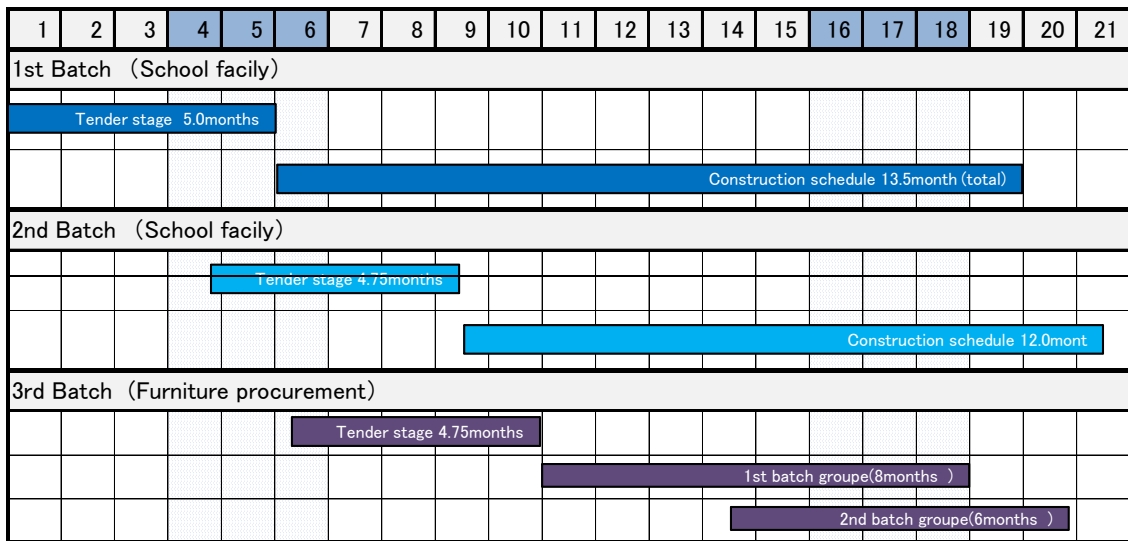 1 2 3 4 5 6 7 8 9 10 11 12 13 14 15 16 17 18 19 20 21
1st Batch （School facily）
Tender stage 5.0months
Construction schedule 13.5month (total)
2nd Batch （School facily）
Tender stage 4.75months
Construction schedule 12.0mont
3rd Batch （Furniture procurement）
Tender stage 4.75months
1st batch groupe(8months )
2nd batch groupe(6months )